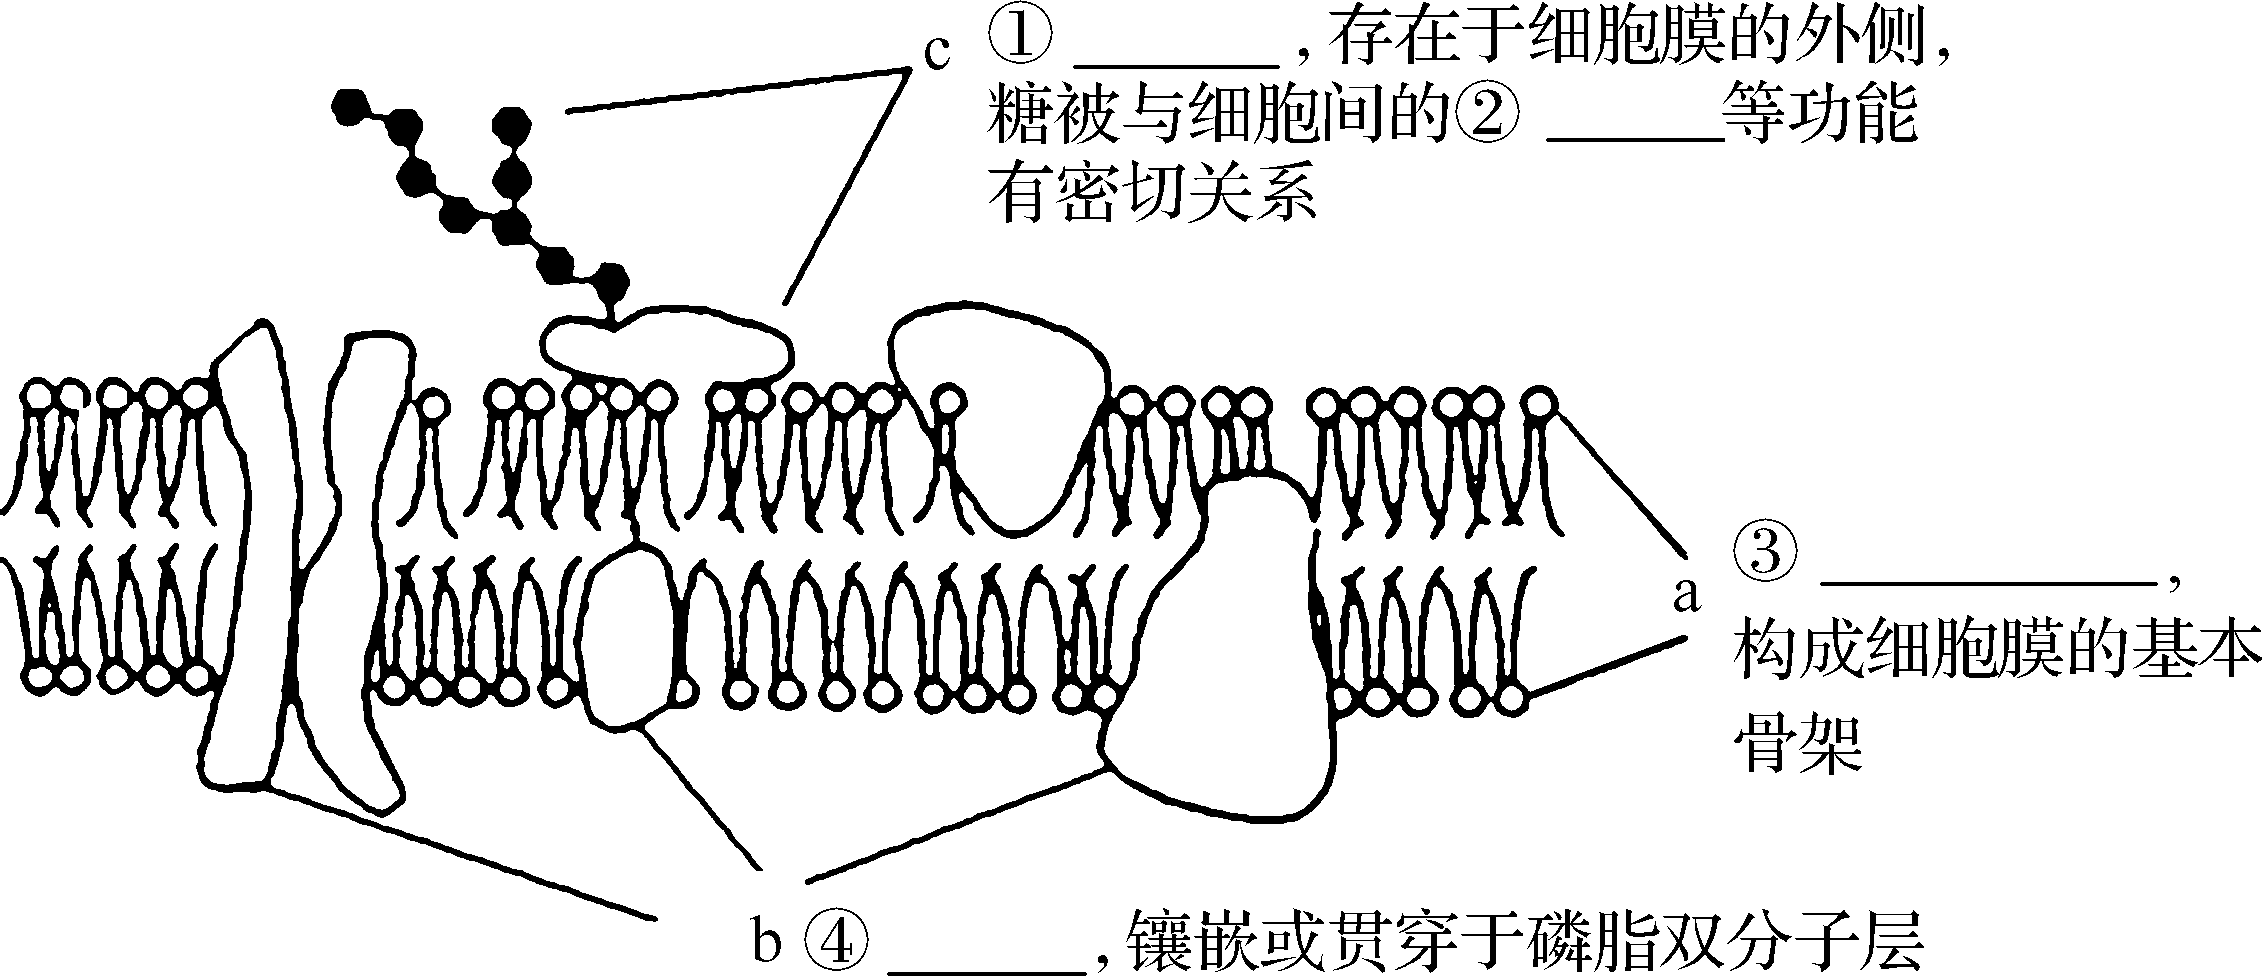 c ① ______,存在于细胞膜的外侧,
糖被与细胞间的② ______等功能
有密切关系
a ③ __________,
构成细胞膜的基本
骨架
b ④ ______,镶嵌或贯穿于磷脂双分子层